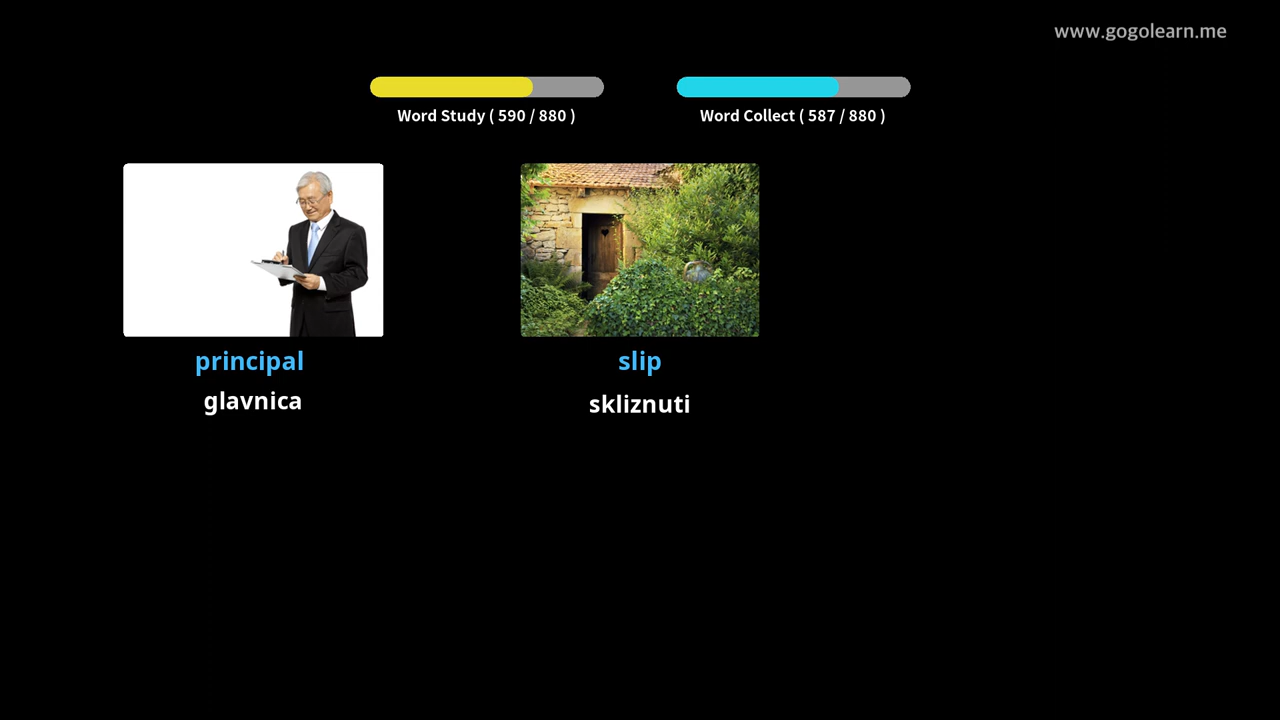 www.gogolearn.me
Word Study ( 590 / 880 )
Word Collect ( 587 / 880 )
principal
glavnica
slip
skliznuti